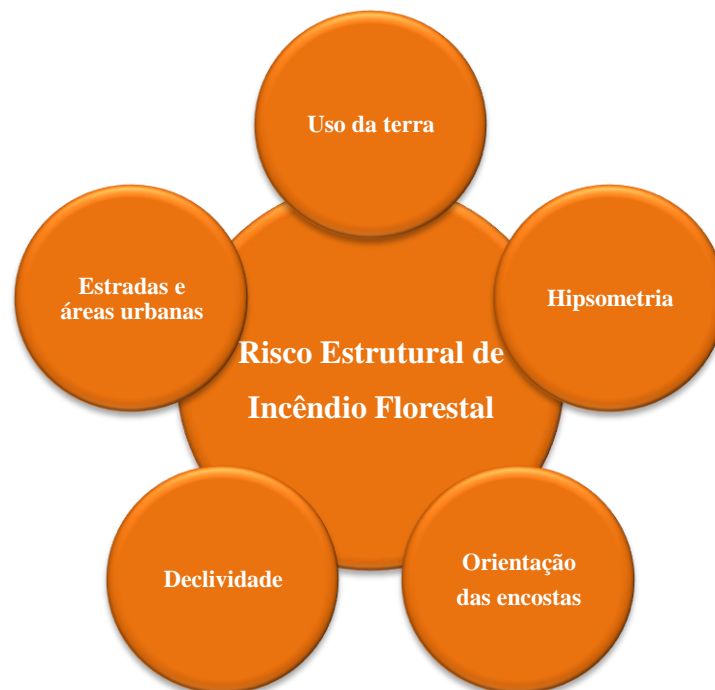 Uso da terra
Estradas e
áreas urbanas
Hipsometria
Risco Estrutural de
Incêndio Florestal
Declividade
Orientação
das encostas